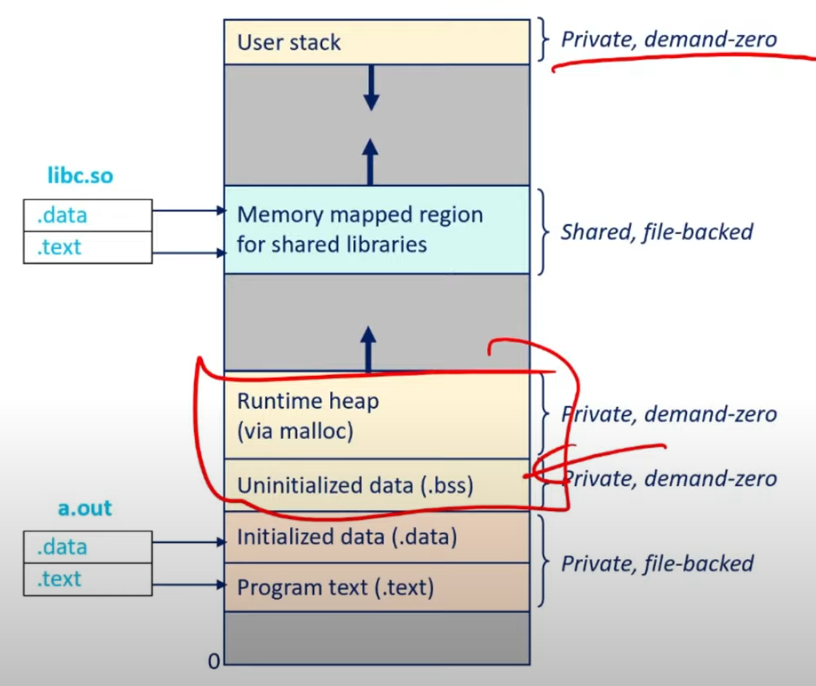 User stack
Private, demand-zero
libc.so
.data
.text
Memory mapped region
for shared libraries
Shared, file-backed
Runtime heap
(via malloc)
Private, demand-zero
Uninitialized data (.bss)
Private, demand-zero
a.out
.data
.text
Initialized data (.data)
Program text (.text)
Private, file-backed
0